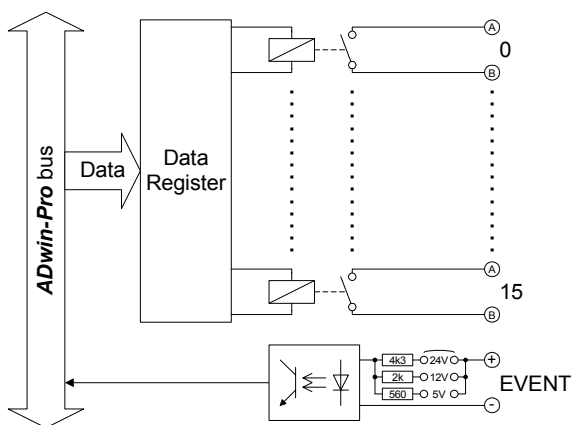 A
0
B
ADwin-Pro bus
Data
Data
Register
A
15
B
4k3 24V +
2k 12V EVENT
560 5V -